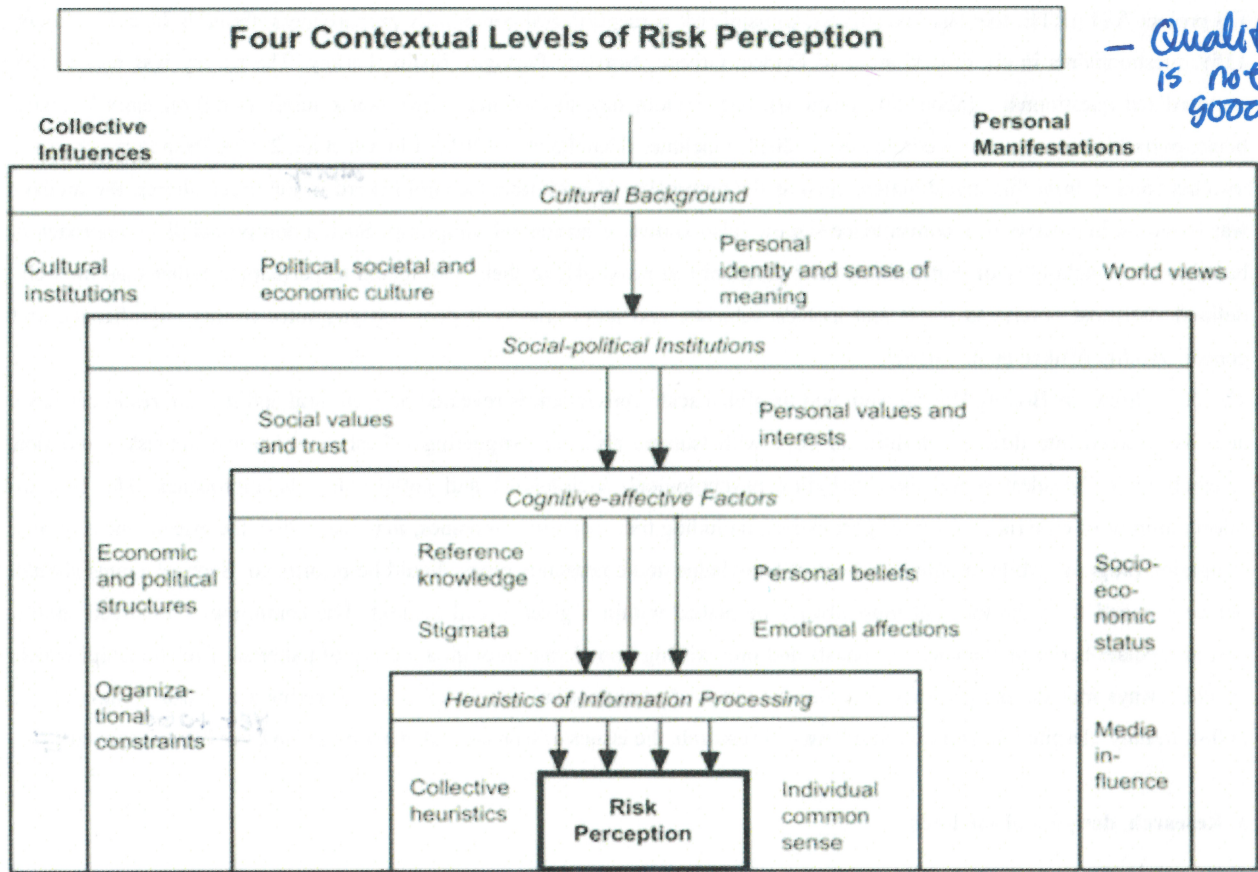 Four Contextual Levels of Risk Perception
is not
good
Collective
Influences
Personal
Manifestations
Cultural Background
Cultural
institutions
Political, societal and
economic culture
Personal
identity and sense of
meaning
World views
Social-political Institutions
Social values
and trust
Personal values and
interests
Cognitive-affective Factors
Economic
and political
structures
Reference
knowledge
Personal beliefs
Socio-
eco-
nomic
status
Stigmata
Emotional affections
Organiza-
tional
constraints
Heuristics of Information Processing
Media
in-
fluence
Collective
heuristics
Risk
Perception
Individual
common
sense